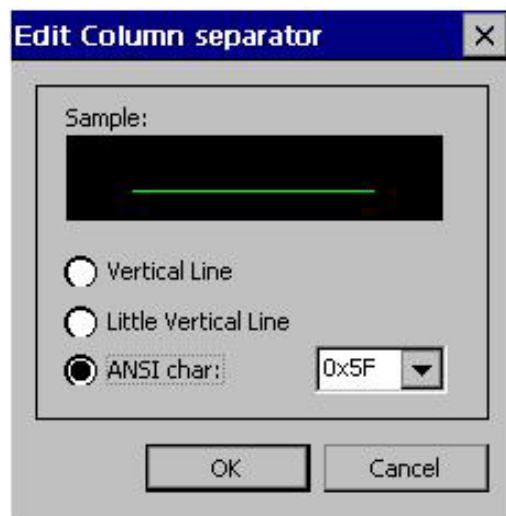 Edit Column separator
Sample:
Vertical Line
Little Vertical Line
ANSI char: 0x5F
OK Cancel